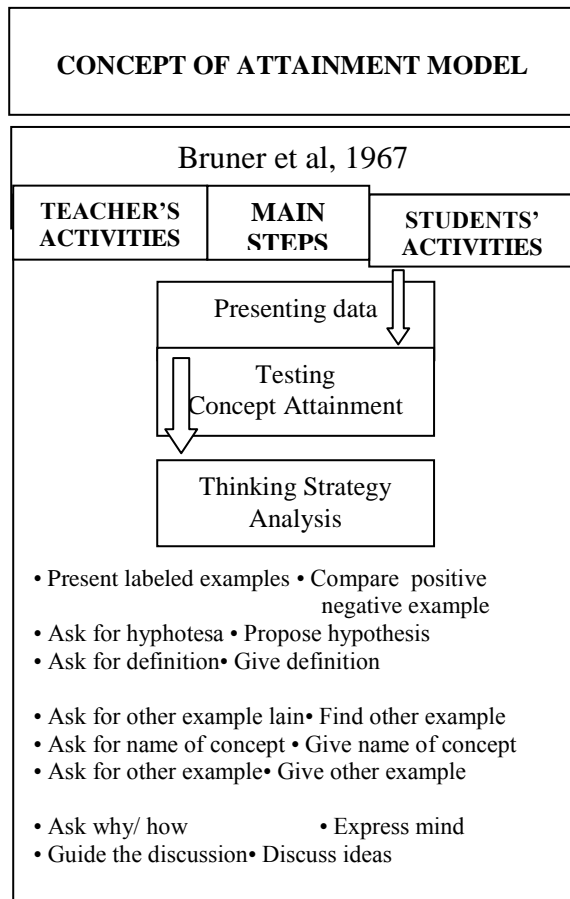 CONCEPT OF ATTAINMENT MODEL
Bruner et al, 1967
TEACHER'S
ACTIVITIES
MAIN
STEPS
STUDENTS'
ACTIVITIES
Presenting data
Testing
Concept Attainment
Thinking Strategy
Analysis
• Present labeled examples • Compare positive
negative example
• Ask for hyphotesa • Propose hypothesis
• Ask for definition• Give definition
• Ask for other example lain• Find other example
• Ask for name of concept • Give name of concept
• Ask for other example• Give other example
• Ask why/ how • Express mind
• Guide the discussion• Discuss ideas